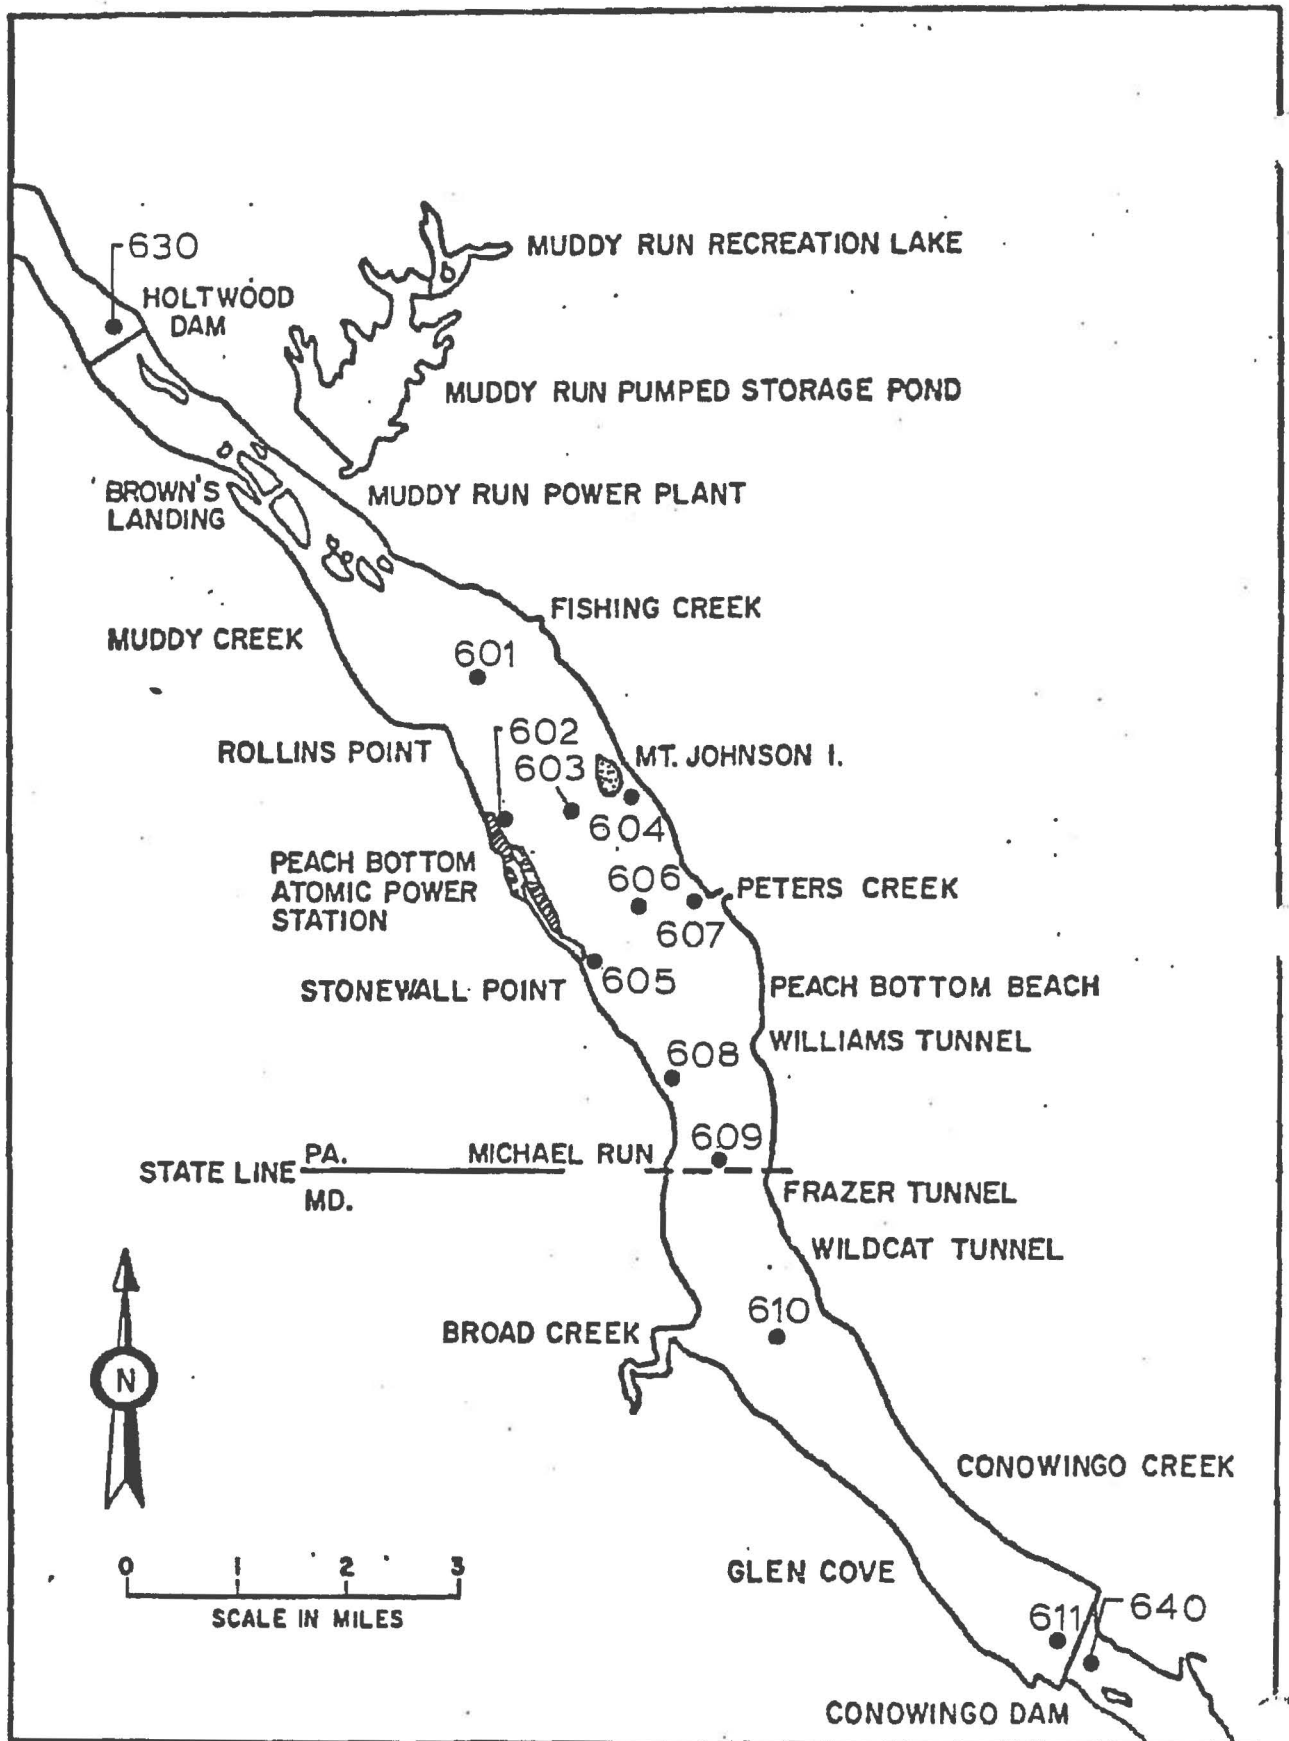 630
MUDDY RUN RECREATION LAKE
HOLTWOOD
DAM
MUDDY RUN PUMPED STORAGE POND
BROWN'S
LANDING
MUDDY RUN POWER PLANT
FISHING CREEK
MUDDY CREEK
601
602
ROLLINS POINT
603
MT. JOHNSON I.
604
PEACH BOTTOM
ATOMIC POWER
STATION
606
PETERS CREEK
607
605
STONEWALL POINT
PEACH BOTTOM BEACH
WILLIAMS TUNNEL
608
609
STATE LINE
PA.
MD.
MICHAEL RUN
FRAZER TUNNEL
WILDCAT TUNNEL
610
BROAD CREEK
N
CONOWINGO CREEK
0 1 2 3
SCALE IN MILES
GLEN COVE
611
640
CONOWINGO DAM